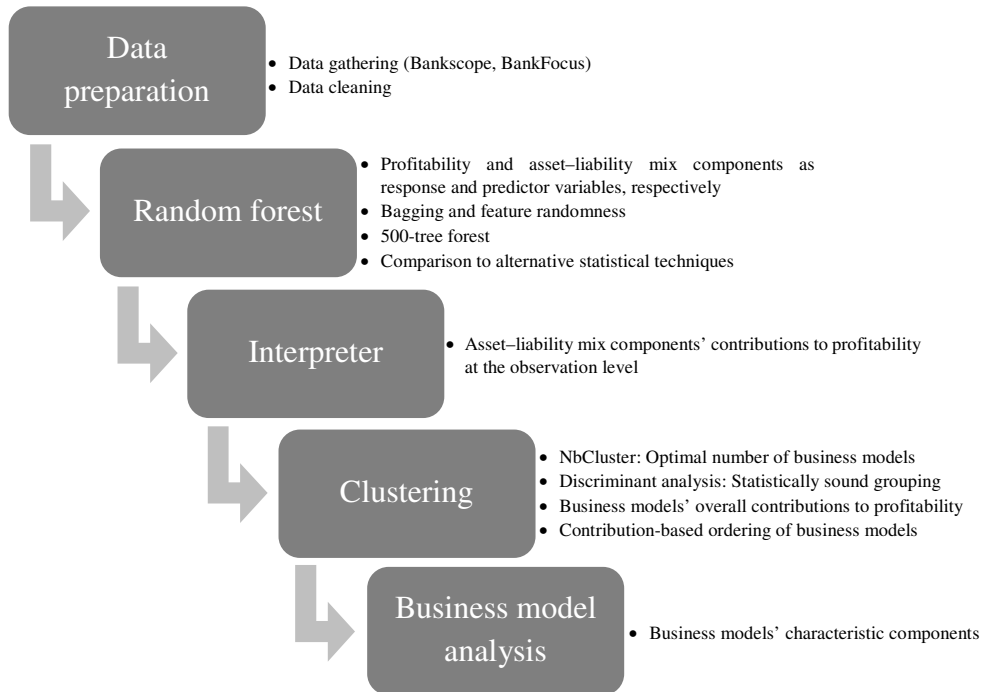 Data
preparation
• Data gathering (Bankscope, BankFocus)
• Data cleaning
Random forest
• Profitability and asset–liability mix components as
response and predictor variables, respectively
• Bagging and feature randomness
• 500-tree forest
• Comparison to alternative statistical techniques
Interpreter
• Asset–liability mix components’ contributions to profitability
at the observation level
Clustering
• NbCluster: Optimal number of business models
• Discriminant analysis: Statistically sound grouping
• Business models’ overall contributions to profitability
• Contribution-based ordering of business models
Business model
analysis
• Business models’ characteristic components